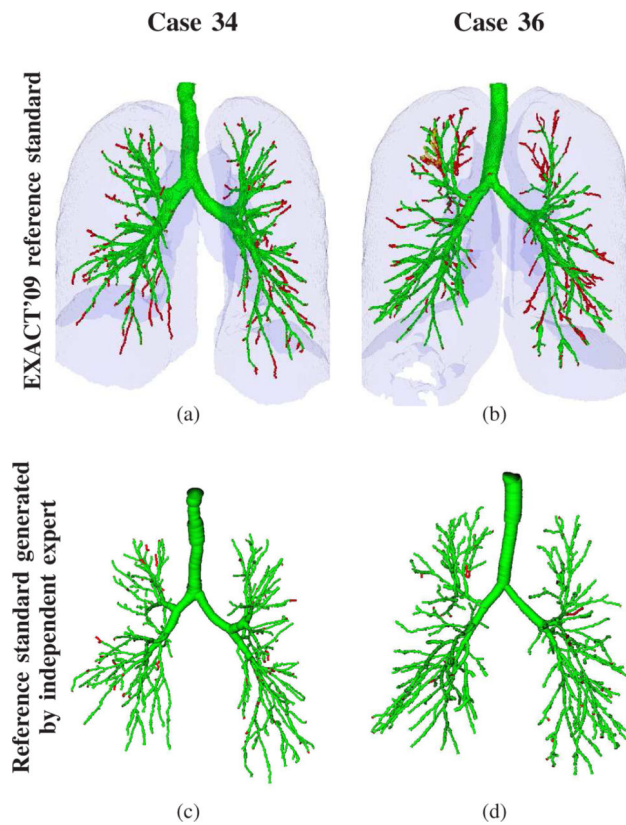 Case 34
Case 36
EXACT'09 reference standard
(a)
(b)
Reference standard generated
by independent expert
(c)
(d)